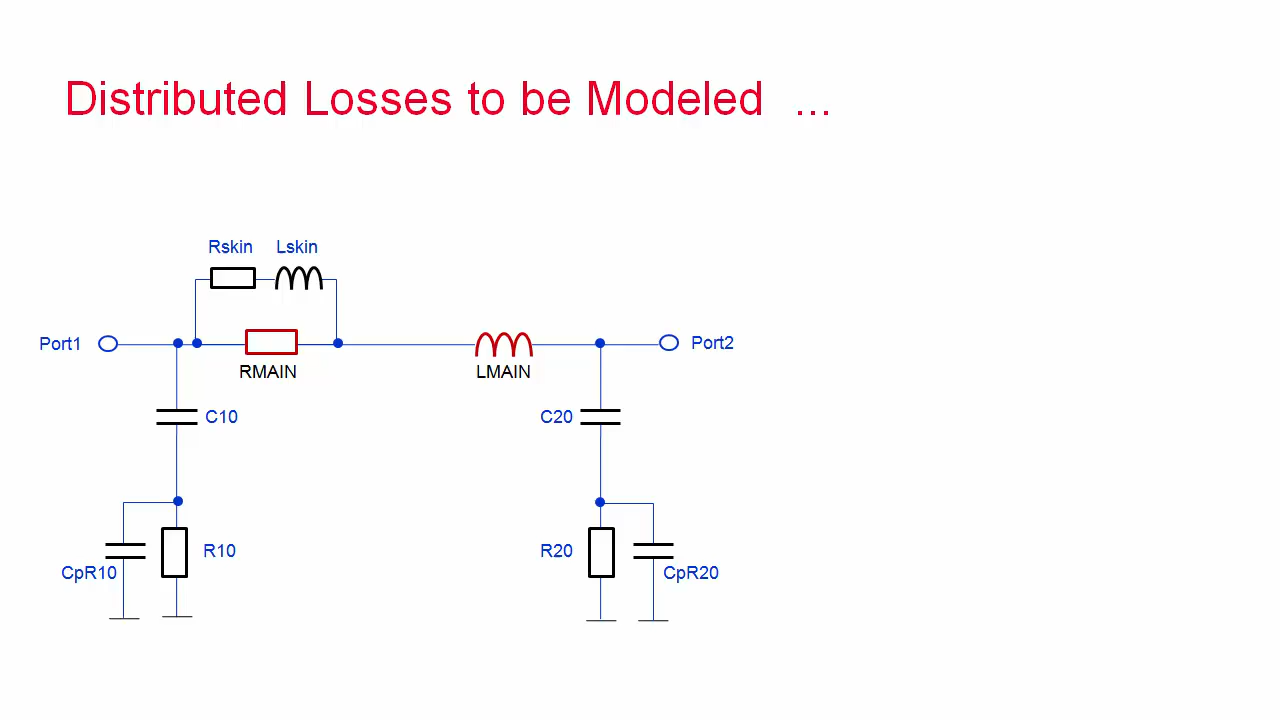 Distributed Losses to be Modeled ...
Rskin Lskin
Port1
Port2
RMAIN
LMAIN
C10
C20
R10
R20
CpR10
CpR20